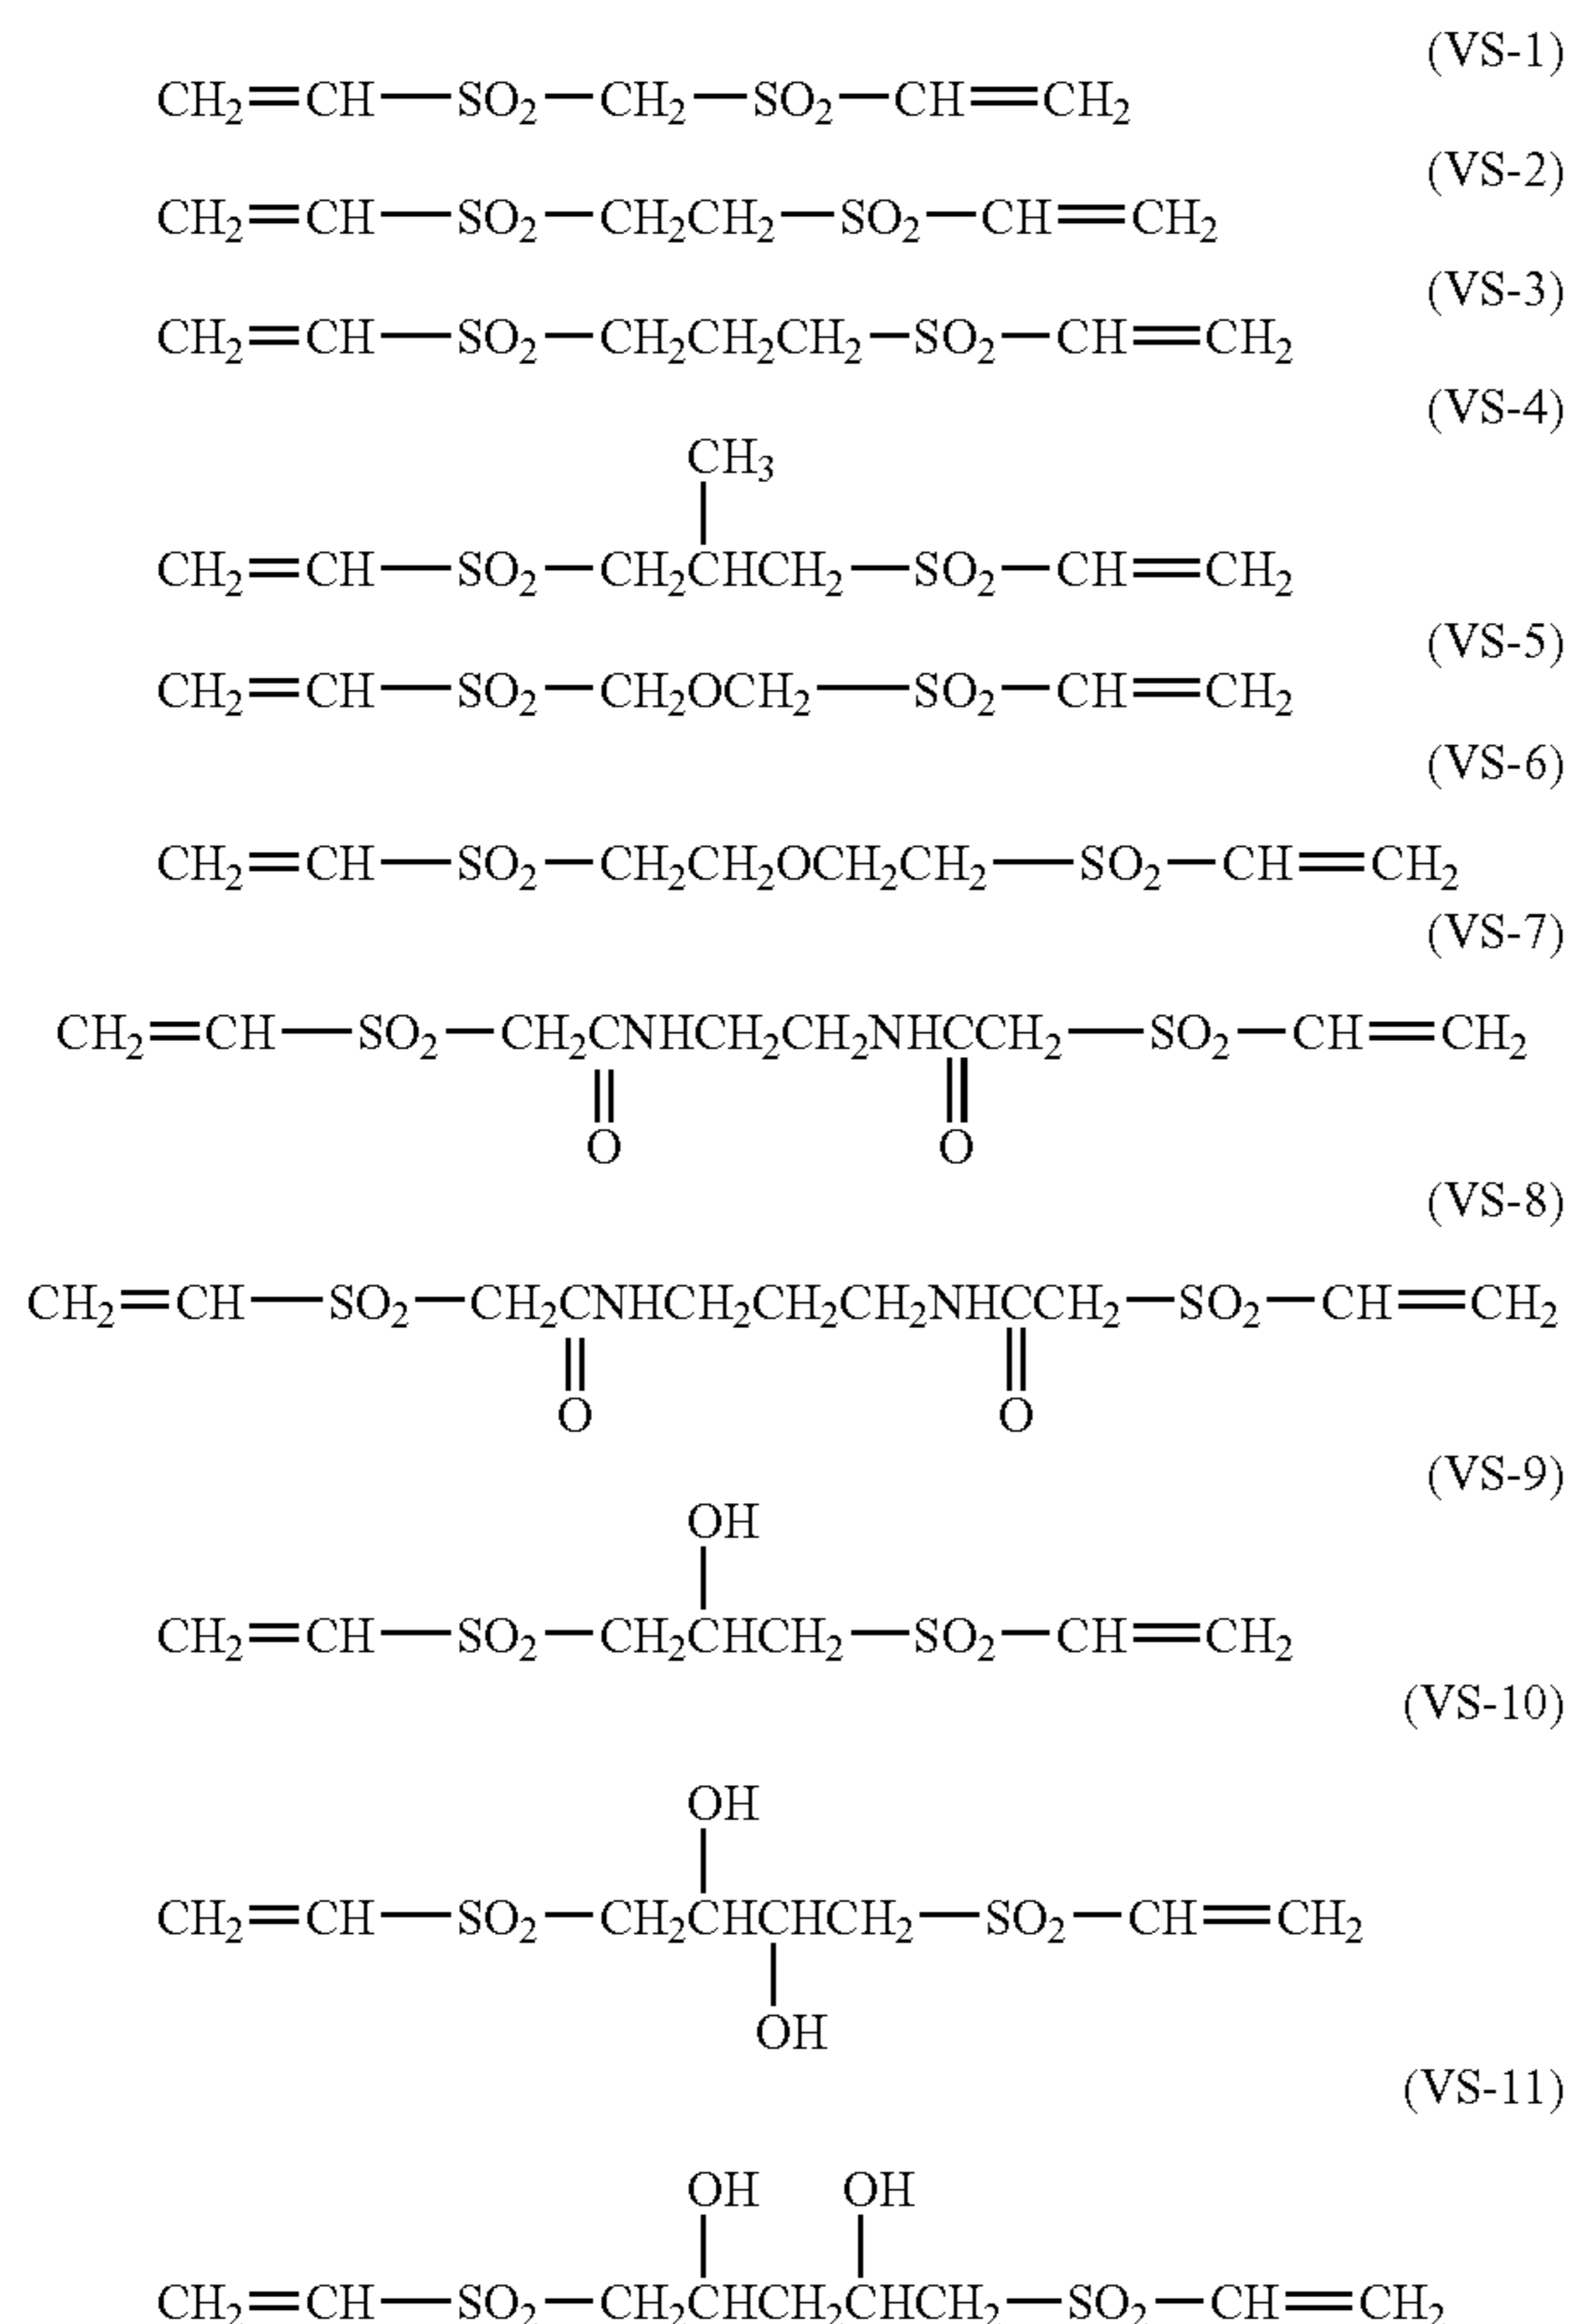 (VS-1)
CH2=CH—SO2—CH2—SO2—CH=CH2
(VS-2)
CH2=CH—SO2—CH2CH2—SO2—CH=CH2
(VS-3)
CH2=CH—SO2—CH2CH2CH2—SO2—CH=CH2
(VS-4)
CH3
CH2=CH—SO2—CH2CHCH2—SO2—CH=CH2
(VS-5)
CH2=CH—SO2—CH2OCH2—SO2—CH=CH2
(VS-6)
CH2=CH—SO2—CH2CH2OCH2CH2—SO2—CH=CH2
(VS-7)
CH2=CH—SO2—CH2CNHCH2CH2NHCCH2—SO2—CH=CH2
O O
(VS-8)
CH2=CH—SO2—CH2CNHCH2CH2CH2NHCCH2—SO2—CH=CH2
O O
(VS-9)
OH
CH2=CH—SO2—CH2CHCH2—SO2—CH=CH2
(VS-10)
OH
CH2=CH—SO2—CH2CHCHCH2—SO2—CH=CH2
OH
(VS-11)
OH OH
CH2=CH—SO2—CH2CHCH2CHCH2—SO2—CH=CH2